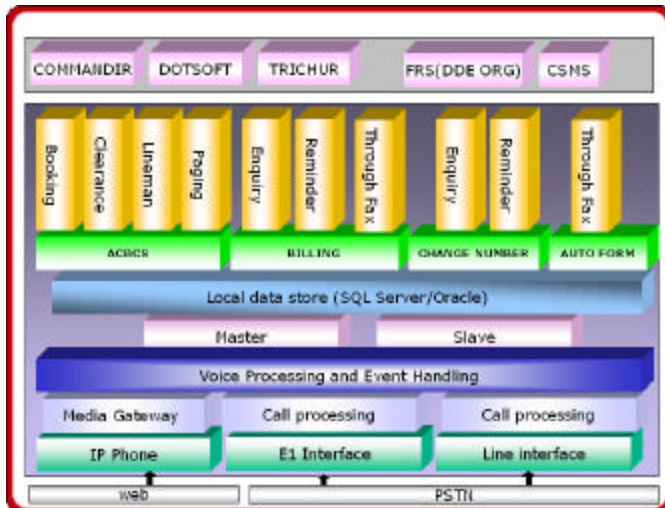 COMMANDIR DOTSOFT TRICHUR FRS(DDE ORG) CSMS
Booking
Clearance
Lineman
Paging
Enquiry
Reminder
Through Fax
Enquiry
Reminder
Through Fax
ACBCS BILLING CHANGE NUMBER AUTO FORM
Local data store (SQL Server/Oracle)
Master Slave
Voice Processing and Event Handling
Media Gateway Call processing Call processing
IP Phone E1 Interface Line interface
web PSTN